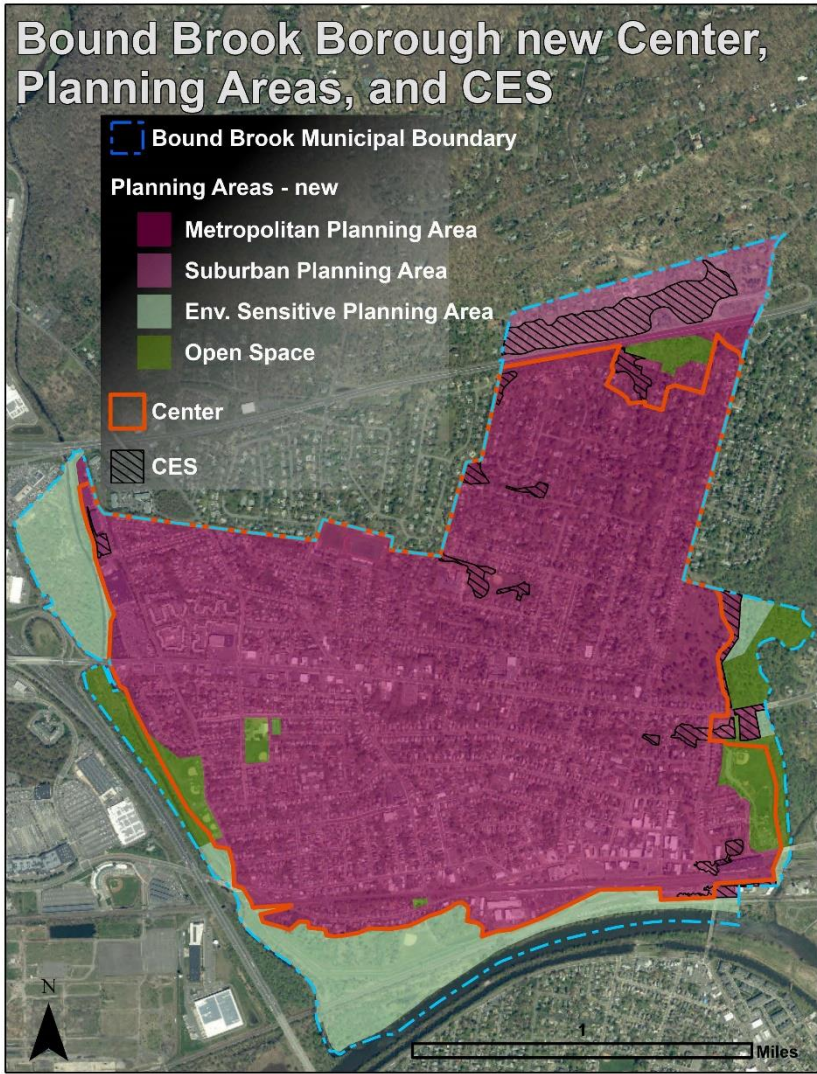 Bound Brook Borough new Center,
Planning Areas, and CES
Bound Brook Municipal Boundary
Planning Areas - new
Metropolitan Planning Area
Suburban Planning Area
Env. Sensitive Planning Area
Open Space
Center
CES
N
1
Miles